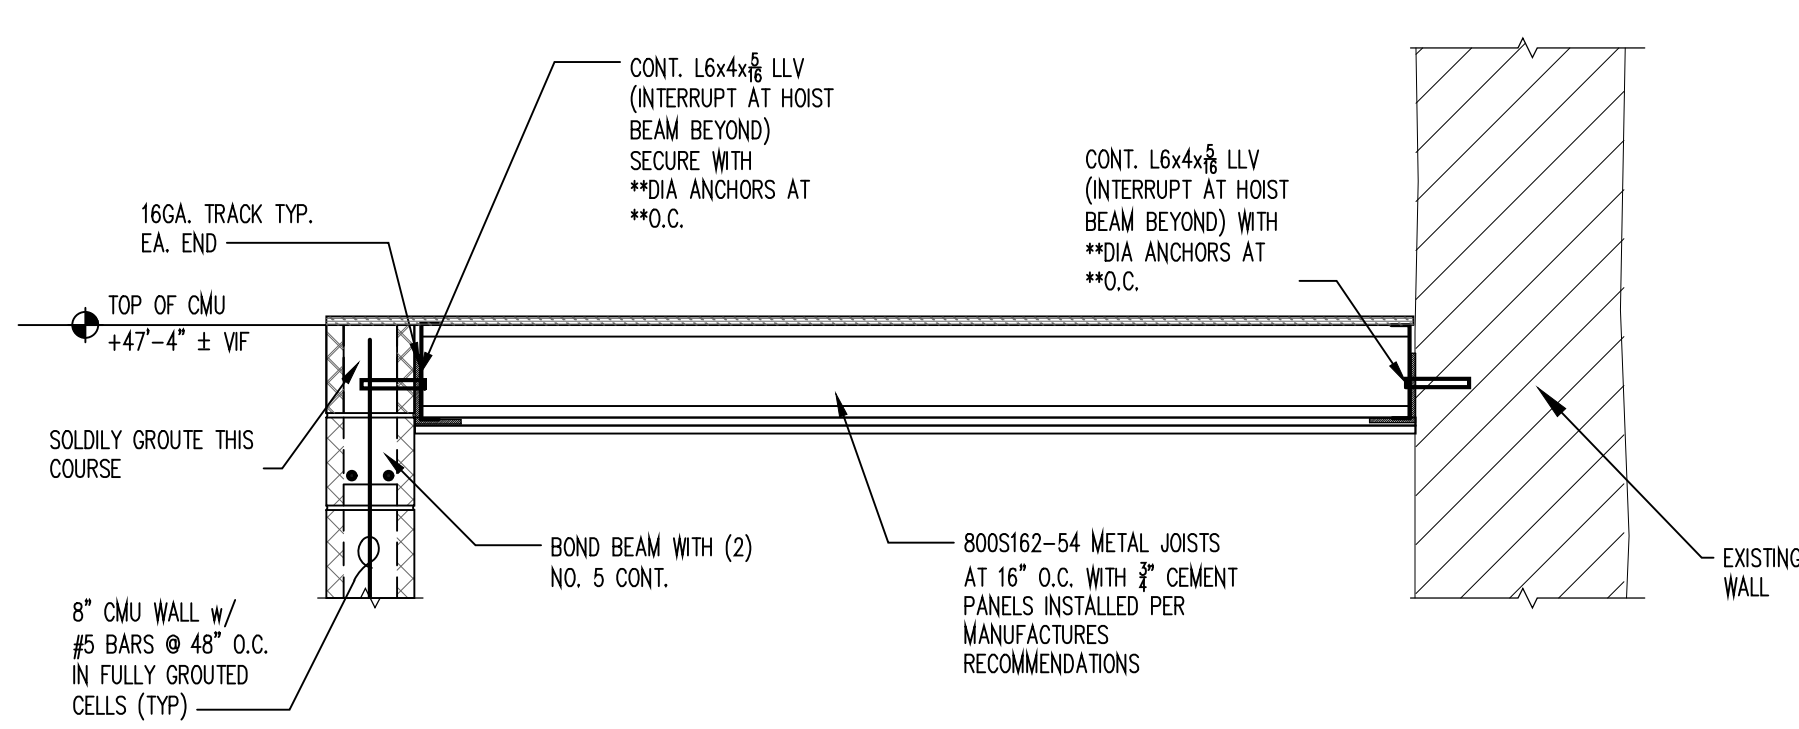 CONT. L6x4x5/16 LLV
(INTERRUPT AT HOIST
BEAM BEYOND)
SECURE WITH
**DIA ANCHORS AT
**O.C.
CONT. L6x4x5/16 LLV
(INTERRUPT AT HOIST
BEAM BEYOND) WITH
**DIA ANCHORS AT
**O.C.
16GA. TRACK TYP.
EA. END
TOP OF CMU
+47'-4" ± VIF
SOLDILY GROUTE THIS
COURSE
BOND BEAM WITH (2)
NO. 5 CONT.
800S162-54 METAL JOISTS
AT 16" O.C. WITH 3/4" CEMENT
PANELS INSTALLED PER
MANUFACTURES
RECOMMENDATIONS
EXISTING
WALL
8" CMU WALL w/
#5 BARS @ 48" O.C.
IN FULLY GROUTED
CELLS (TYP)